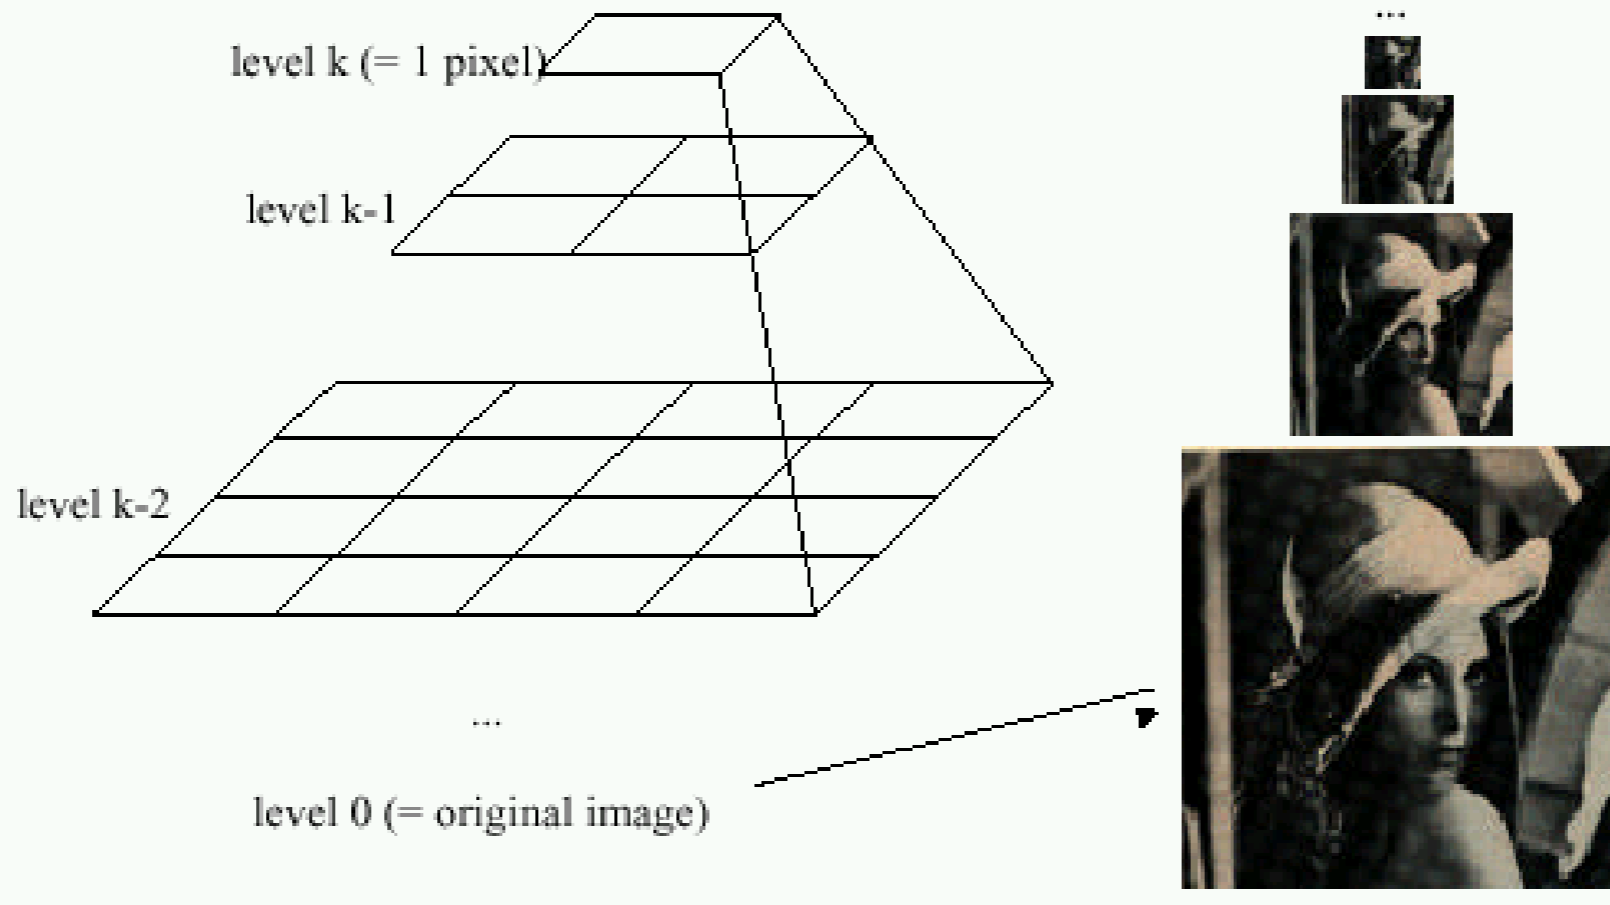 ...
level k (= 1 pixel)
level k-1
level k-2
...
level 0 (= original image)